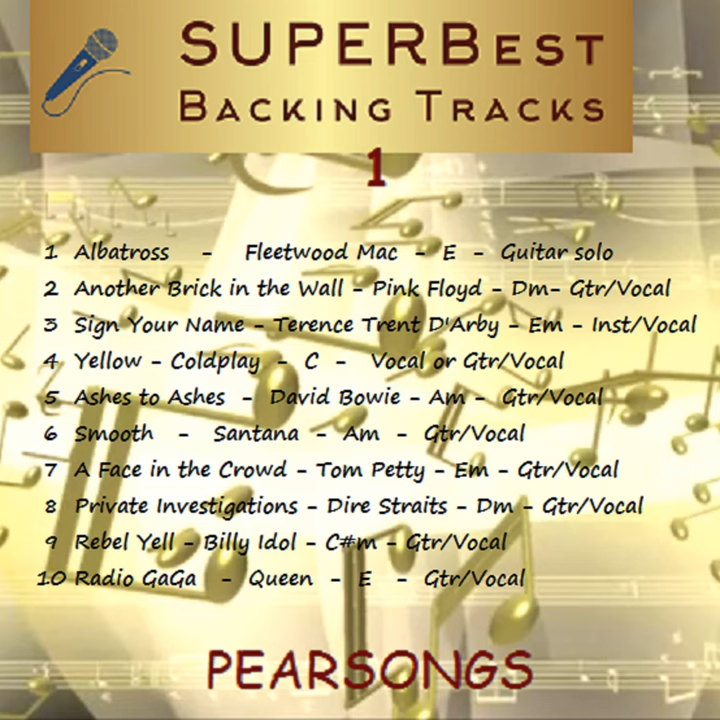 SUPERBEST
BACKING TRACKS
1
1 Albatross - Fleetwood Mac - E - Guitar solo
2 Another Brick in the Wall - Pink Floyd - Dm- Gtr/Vocal
3 Sign Your Name - Terence Trent D'Arby - Em - Inst/Vocal
4 Yellow - Coldplay - C - Vocal or Gtr/Vocal
5 Ashes to Ashes - David Bowie - Am - Gtr/Vocal
6 Smooth - Santana - Am - Gtr/Vocal
7 A Face in the Crowd - Tom Petty - Em - Gtr/Vocal
8 Private Investigations - Dire Straits - Dm - Gtr/Vocal
9 Rebel Yell - Billy Idol - C#m - Gtr/Vocal
10 Radio GaGa - Queen - E - Gtr/Vocal
PEARSONGS